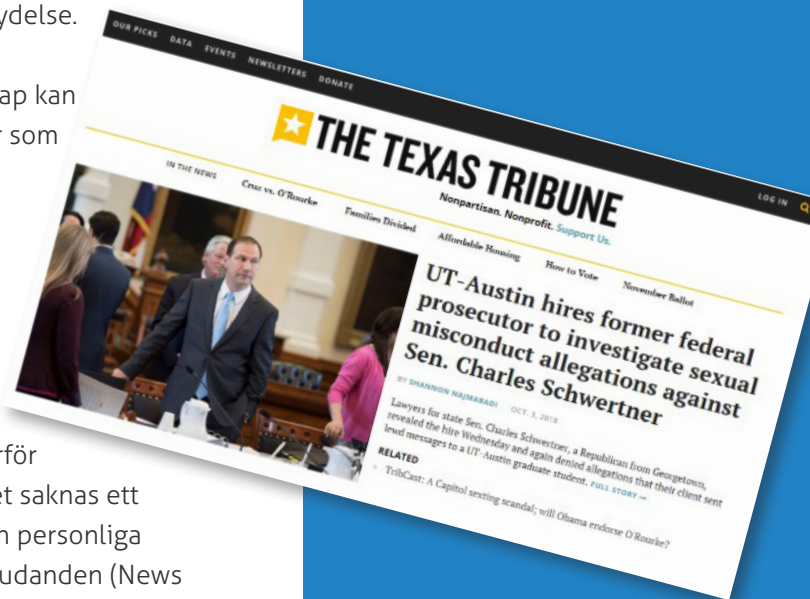 ydelse.
ap kan
r som
OUR PICKS DATA EVENTS NEWSLETTERS DONATE
THE TEXAS TRIBUNE
LOG IN
Nonpartisan. Nonprofit. Support Us.
IN THE NEWS Cruz vs. O'Rourke Families Divided Affordable Housing How to Vote November Ballot
UT-Austin hires former federal
prosecutor to investigate sexual
misconduct allegations against
Sen. Charles Schwertner
BY SHANNON NAJMABADI OCT. 3, 2018
Lawyers for state Sen. Charles Schwertner, a Republican from Georgetown,
revealed the hire Wednesday and again denied allegations that their client sent
lewd messages to a UT-Austin graduate student. FULL STORY →
RELATED
TribCast: A Capitol sexting scandal; will Obama endorse O'Rourke?
rför
et saknas ett
n personliga
udanden (News